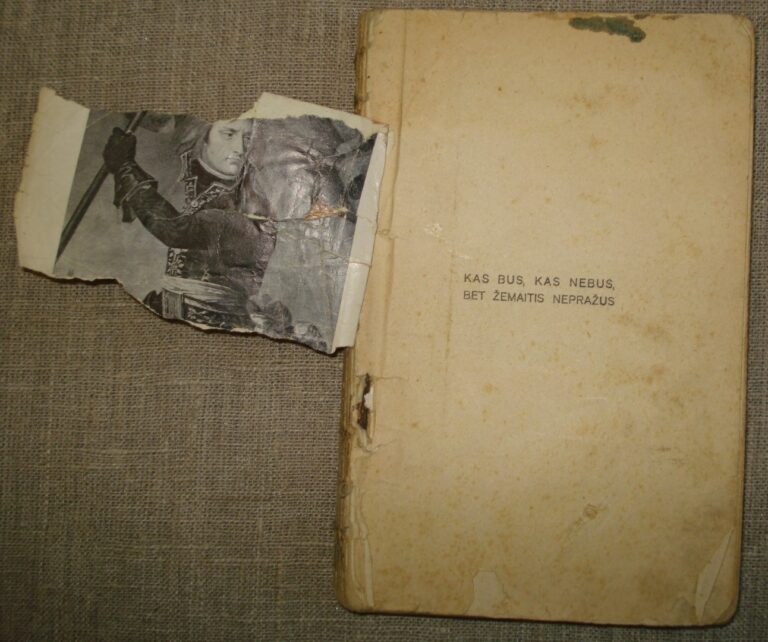 KAS BUS, KAS NEBUS,
BET ŽEMAITIS NEPRAŽUS